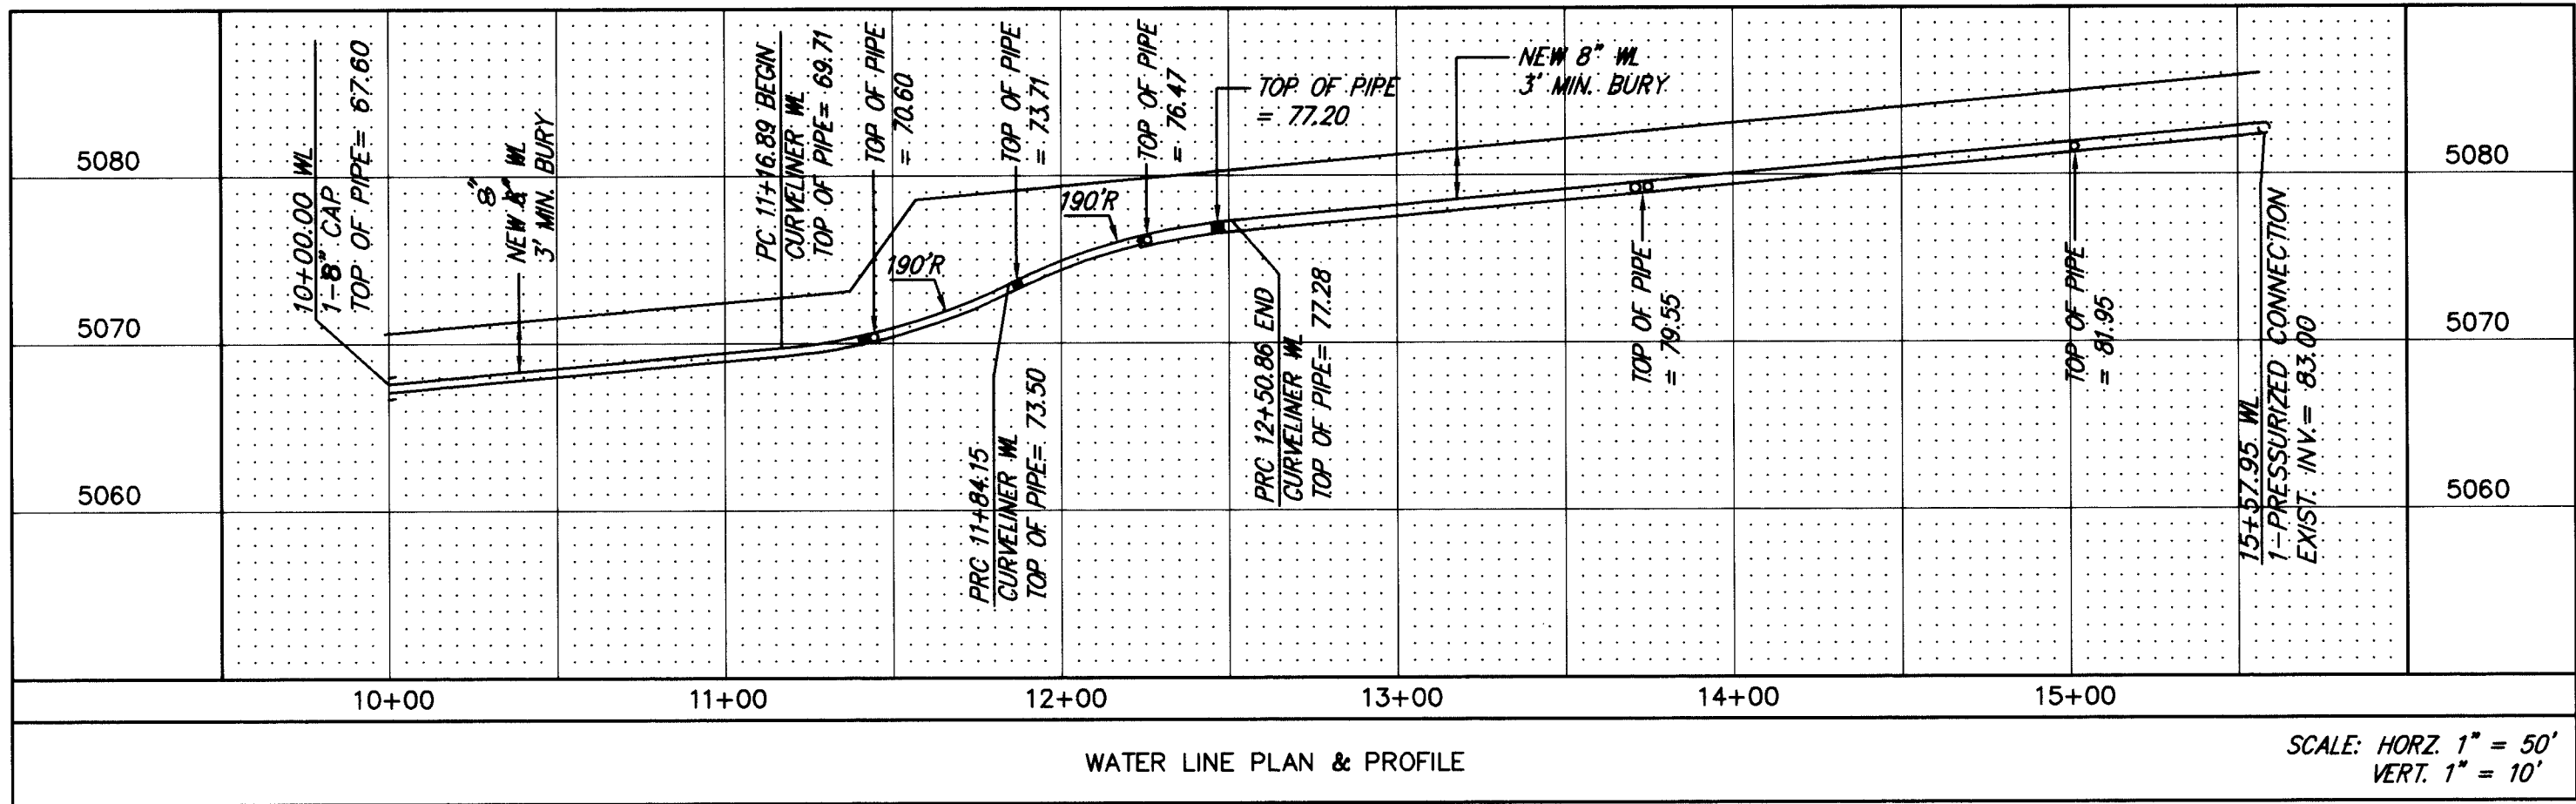 10+00.00 WL
1-8" CAP
TOP OF PIPE= 67.60
8"
NEW 8" WL
3' MIN. BURY
PC 11+16.89 BEGIN
CURVELINER WL
TOP OF PIPE= 69.71
TOP OF PIPE
= 70.60
TOP OF PIPE
= 73.71
TOP OF PIPE
= 76.47
TOP OF PIPE
= 77.20
NEW 8" WL
3' MIN. BURY
5080
5080
190'R
190'R
5070
5070
PRC 11+84.15
CURVELINER WL
TOP OF PIPE= 73.50
PRC 12+50.86 END
CURVELINER WL
TOP OF PIPE= 77.28
TOP OF PIPE
= 79.55
TOP OF PIPE
= 81.95
15+57.95 WL
1-PRESSURIZED CONNECTION
EXIST. INV.= 83.00
5060
5060
10+00
11+00
12+00
13+00
14+00
15+00
WATER LINE PLAN & PROFILE
SCALE: HORZ. 1" = 50'
VERT. 1" = 10'